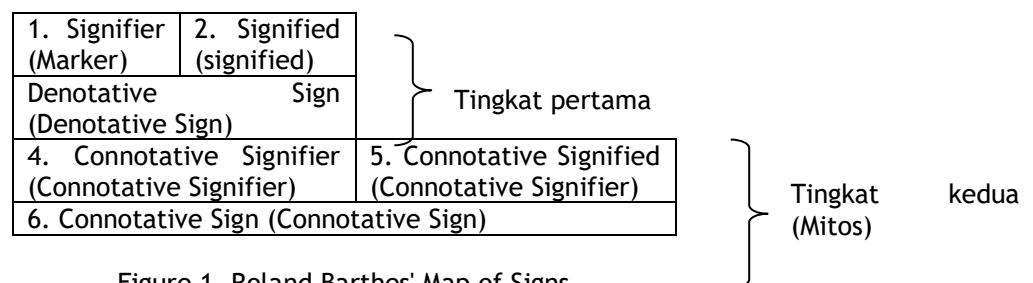 1. Signifier (Marker)
2. Signified (signified)
Denotative Sign
(Denotative Sign)
Tingkat pertama
4. Connotative Signifier
(Connotative Signifier)
5. Connotative Signified
(Connotative Signifier)
6. Connotative Sign (Connotative Sign)
Tingkat kedua
(Mitos)
Figure 1. Roland Barthes' Map of Signs